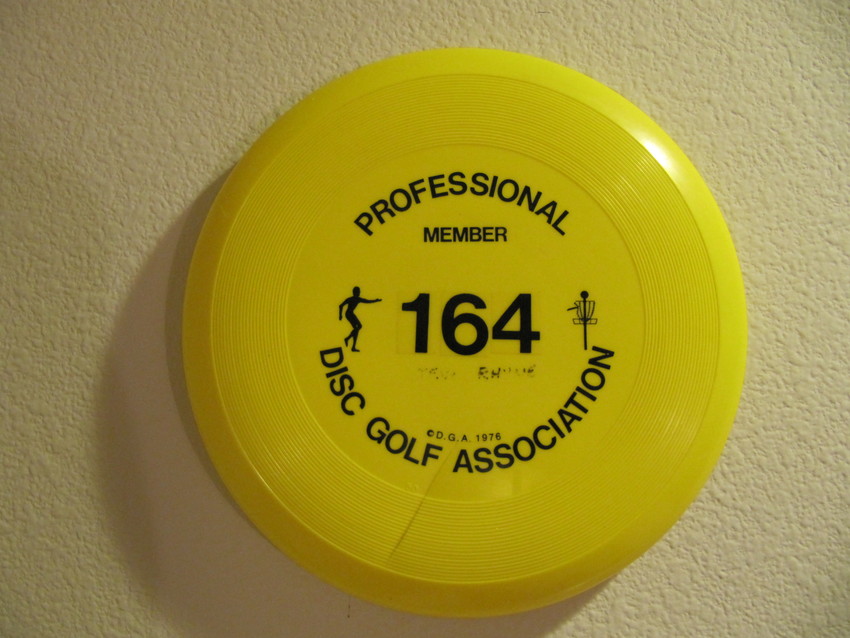 PROFESSIONAL
MEMBER
164
©D.G.A. 1976
DISC GOLF ASSOCIATION